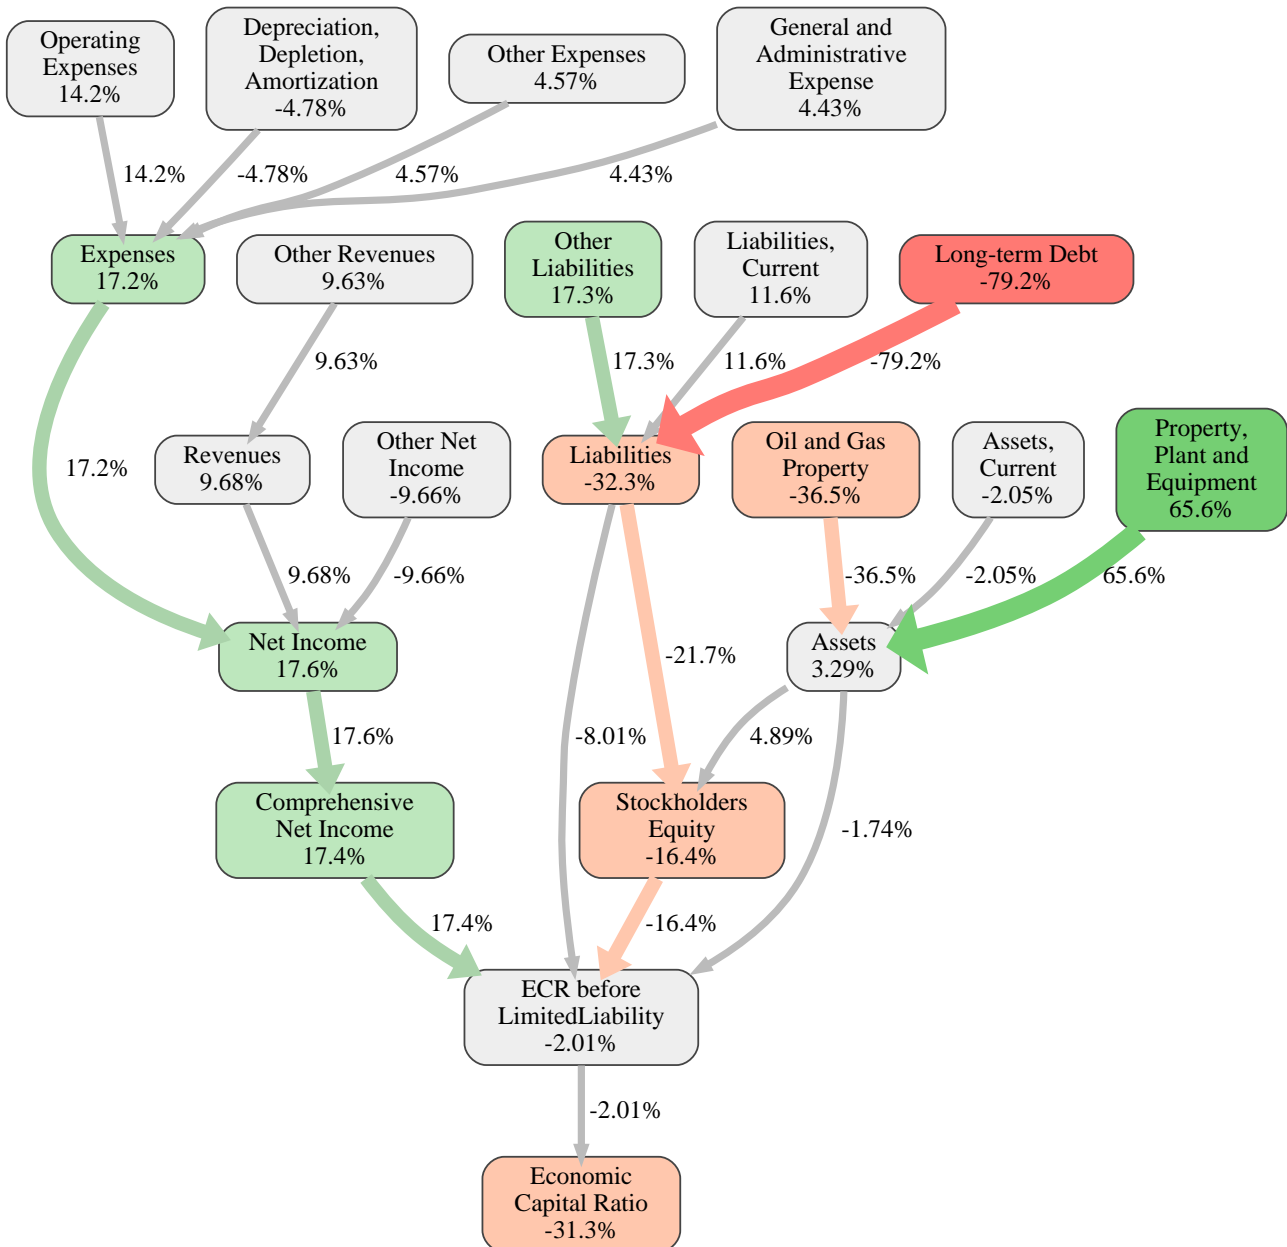 Operating
Expenses
14.2%
Depreciation,
Depletion,
Amortization
-4.78%
Other Expenses
4.57%
General and
Administrative
Expense
4.43%
14.2%
-4.78%
4.57%
4.43%
Expenses
17.2%
Other Revenues
9.63%
Other
Liabilities
17.3%
Liabilities,
Current
11.6%
Long-term Debt
-79.2%
9.63%
17.3%
11.6%
-79.2%
17.2%
Revenues
9.68%
Other Net
Income
-9.66%
Liabilities
-32.3%
Oil and Gas
Property
-36.5%
Assets,
Current
-2.05%
Property,
Plant and
Equipment
65.6%
9.68%
-9.66%
-36.5%
-2.05%
65.6%
Net Income
17.6%
-21.7%
Assets
3.29%
17.6%
-8.01%
4.89%
-1.74%
Comprehensive
Net Income
17.4%
Stockholders
Equity
-16.4%
17.4%
-16.4%
ECR before
LimitedLiability
-2.01%
-2.01%
Economic
Capital Ratio
-31.3%